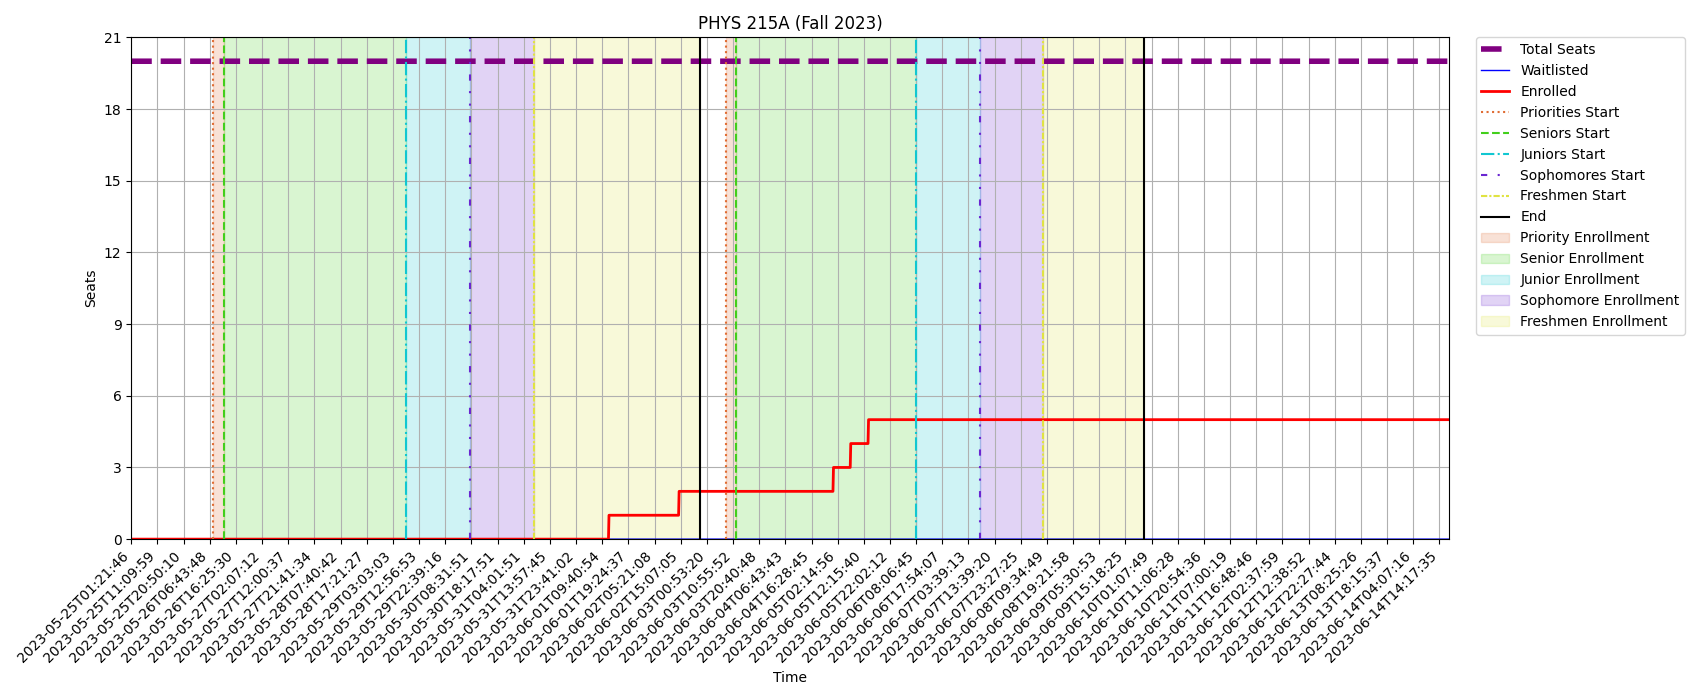 PHYS 215A (Fall 2023)
21
18
15
12
9
6
3
0
Seats
2023-05-25T01:21:46
2023-05-25T11:09:59
2023-05-25T20:50:10
2023-05-26T06:43:48
2023-05-26T16:25:30
2023-05-27T02:07:12
2023-05-27T12:00:37
2023-05-27T21:41:34
2023-05-28T07:40:42
2023-05-28T17:21:27
2023-05-29T03:03:03
2023-05-29T12:56:53
2023-05-29T22:39:16
2023-05-30T08:31:51
2023-05-30T18:17:51
2023-05-31T04:01:51
2023-05-31T13:57:45
2023-05-31T23:41:02
2023-06-01T09:40:54
2023-06-01T19:24:37
2023-06-02T05:21:08
2023-06-02T15:07:05
2023-06-03T00:53:20
2023-06-03T10:55:52
2023-06-03T20:40:48
2023-06-04T06:43:43
2023-06-04T16:28:45
2023-06-05T02:14:56
2023-06-05T12:15:40
2023-06-05T22:02:12
2023-06-06T08:06:45
2023-06-06T17:54:07
2023-06-07T03:39:13
2023-06-07T13:39:20
2023-06-07T23:27:25
2023-06-08T09:34:49
2023-06-08T19:21:58
2023-06-09T05:30:53
2023-06-09T15:18:25
2023-06-10T01:07:49
2023-06-10T11:06:28
2023-06-10T20:54:36
2023-06-11T07:00:19
2023-06-11T16:48:46
2023-06-12T02:37:59
2023-06-12T12:38:52
2023-06-12T22:27:44
2023-06-13T08:25:26
2023-06-13T18:15:37
2023-06-14T04:07:16
2023-06-14T14:17:35
Time
Total Seats
Waitlisted
Enrolled
Priorities Start
Seniors Start
Juniors Start
Sophomores Start
Freshmen Start
End
Priority Enrollment
Senior Enrollment
Junior Enrollment
Sophomore Enrollment
Freshmen Enrollment